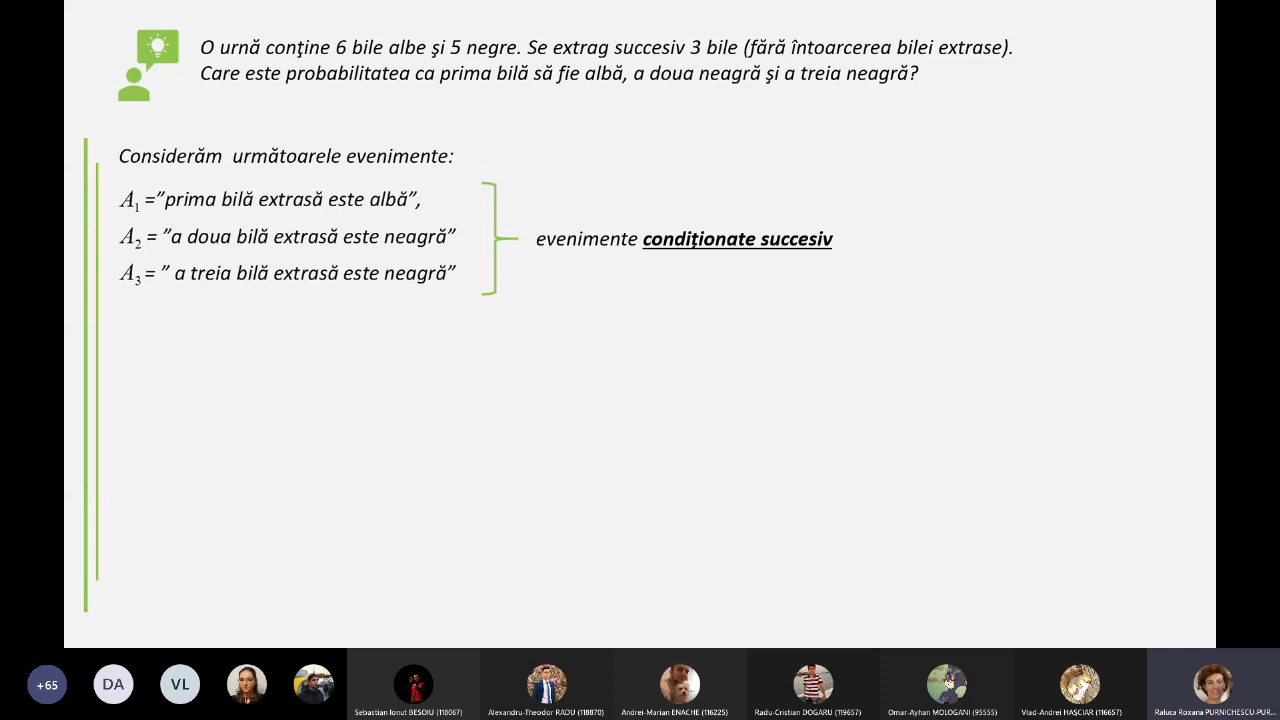 O urnă conţine 6 bile albe şi 5 negre. Se extrag succesiv 3 bile (fără întoarcerea bilei extrase).
Care este probabilitatea ca prima bilă să fie albă, a doua neagră şi a treia neagră?
Considerăm următoarele evenimente:
A1 =”prima bilă extrasă este albă”,
A2 = ”a doua bilă extrasă este neagră”
A3 = ” a treia bilă extrasă este neagră”
evenimente condiţionate succesiv
+65
DA
VL
Sebastian Ionut BESOIU (118067)
Alexandru-Theodor RADU (118870)
Andrei-Marian ENACHE (116225)
Radu-Cristian DOGARU (119657)
Omar-Ayhan MOLOGANI (95555)
Vlad-Andrei HAŞCIAR (116657)
Raluca Roxana PURNICHESCU-PUR...